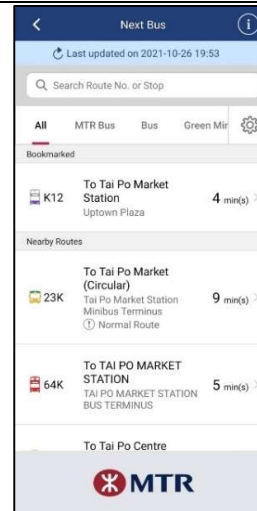 Next Bus
Last updated on 2021-10-26 19:53
Search Route No. or Stop
All MTR Bus Bus Green Mir
Bookmarked
K12
To Tai Po Market
Station
Uptown Plaza
4 min(s)
Nearby Routes
23K
To Tai Po Market
(Circular)
Tai Po Market Station
Minibus Terminus
Normal Route
9 min(s)
64K
To TAI PO MARKET
STATION
TAI PO MARKET STATION
BUS TERMINUS
5 min(s)
To Tai Po Centre
MTR